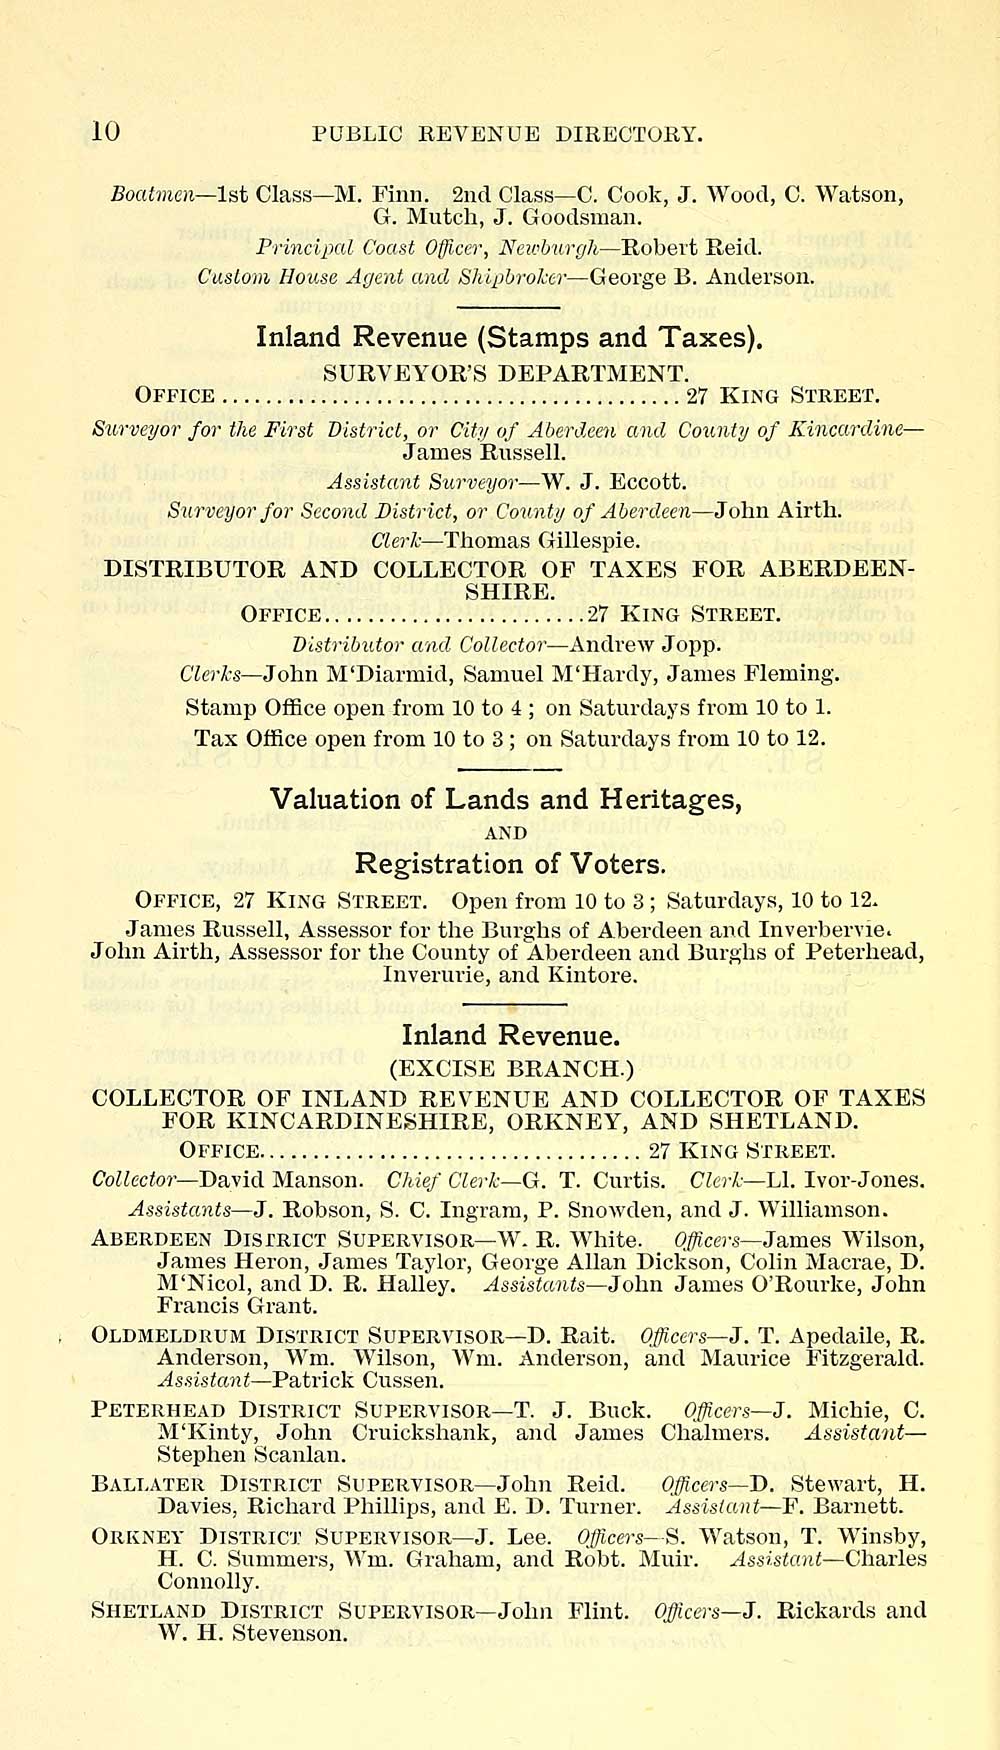 10 PUBLIC REVENUE DIRECTORY.
Boatmen—1st Class—M. Finn. 2nd Class—C. Cook, J. Wood, C. Watson,
G. Mutch, J. Goodsman.
Principal Coast Officer, Newburgh—Robert Reid.
Custom House Agent and Shipbroker—George B. Anderson.
Inland Revenue (Stamps and Taxes).
SURVEYOR'S DEPARTMENT.
OFFICE ........................................... 27 KING STREET.
Surveyor for the First District, or City of Aberdeen and County of Kincardine—
James Russell.
Assistant Surveyor—W. J. Eccott.
Surveyor for Second District, or County of Aberdeen—John Airth.
Clerk—Thomas Gillespie.
DISTRIBUTOR AND COLLECTOR OF TAXES FOR ABERDEEN-
SHIRE.
OFFICE.........................27 KING STREET.
Distributor and Collector—Andrew Jopp.
Clerks—John M'Diarmid, Samuel M'Hardy, James Fleming.
Stamp Office open from 10 to 4 ; on Saturdays from 10 to 1.
Tax Office open from 10 to 3 ; on Saturdays from 10 to 12.
Valuation of Lands and Heritages,
AND
Registration of Voters.
OFFICE, 27 KING STREET. Open from 10 to 3 ; Saturdays, 10 to 12.
James Russell, Assessor for the Burghs of Aberdeen and Inverbervie.
John Airth, Assessor for the County of Aberdeen and Burghs of Peterhead,
Inverurie, and Kintore.
Inland Revenue.
(EXCISE BRANCH.)
COLLECTOR OF INLAND REVENUE AND COLLECTOR OF TAXES
FOR KINCARDINESHIRE, ORKNEY, AND SHETLAND.
OFFICE.................................... 27 KING STREET.
Collector—David Manson. Chief Clerk—G. T. Curtis. Clerk—Ll. Ivor-Jones.
Assistants—J. Robson, S. C. Ingram, P. Snowden, and J. Williamson.
ABERDEEN DISTRICT SUPERVISOR—W. R. White. Officers—James Wilson,
James Heron, James Taylor, George Allan Dickson, Colin Macrae, D.
M'Nicol, and D. R. Halley. Assistants—John James O'Rourke, John
Francis Grant.
OLDMELDRUM DISTRICT SUPERVISOR—D. Rait. Officers—J. T. Apedaile, R.
Anderson, Wm. Wilson, Wm. Anderson, and Maurice Fitzgerald.
Assistant—Patrick Cussen.
PETERHEAD DISTRICT SUPERVISOR—T. J. Buck. Officers—J. Michie, C.
M'Kinty, John Cruickshank, and James Chalmers. Assistant—
Stephen Scanlan.
BALLATER DISTRICT SUPERVISOR—John Reid. Officers—D. Stewart, H.
Davies, Richard Phillips, and E. D. Turner. Assistant—F. Barnett.
ORKNEY DISTRICT SUPERVISOR—J. Lee. Officers—S. Watson, T. Winsby,
H. C. Summers, Wm. Graham, and Robt. Muir. Assistant—Charles
Connolly.
SHETLAND DISTRICT SUPERVISOR—John Flint. Officers—J. Rickards and
W. H. Stevenson.